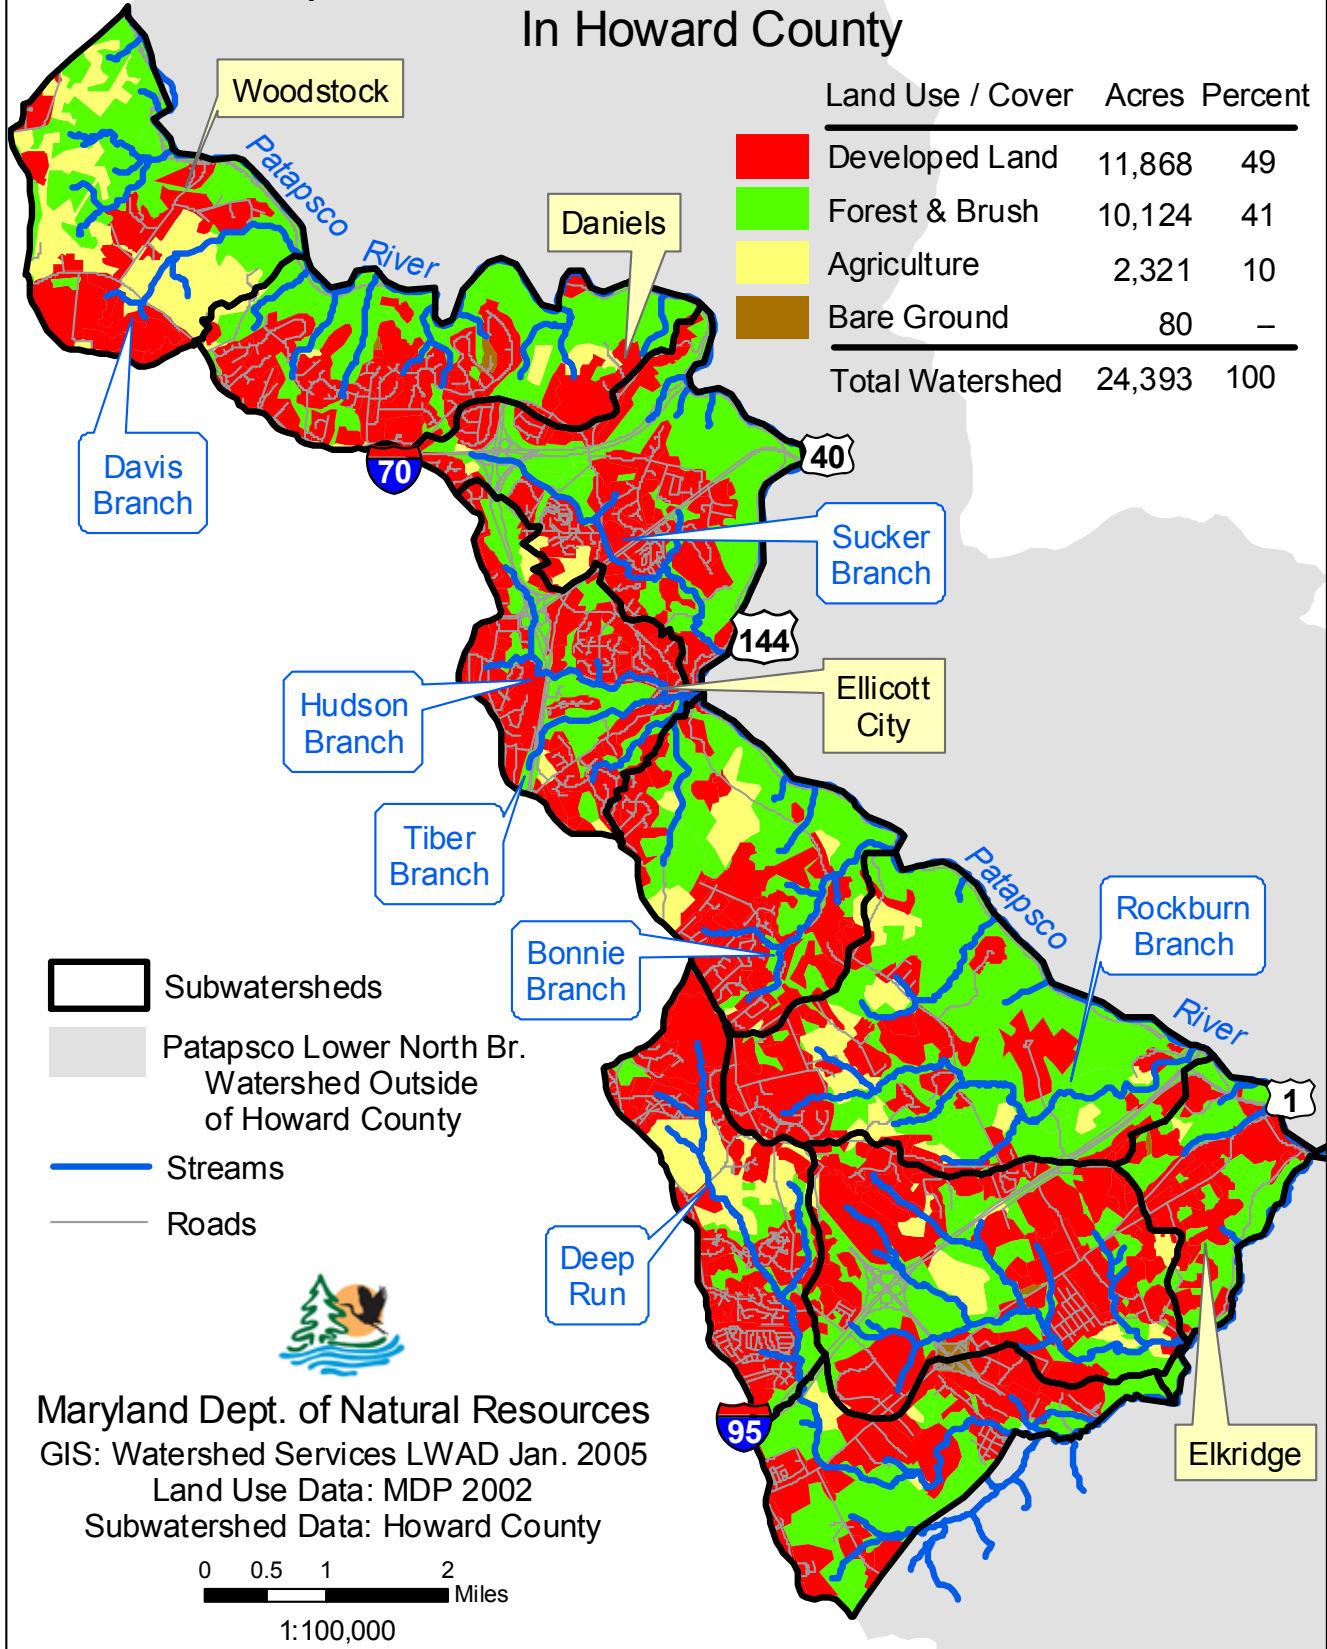 In Howard County
Land Use / Cover Acres Percent
Developed Land 11,868 49
Forest & Brush 10,124 41
Agriculture 2,321 10
Bare Ground 80 –
Total Watershed 24,393 100
Woodstock
Patapsco
River
Daniels
Davis
Branch
70
40
Sucker
Branch
144
Hudson
Branch
Ellicott
City
Tiber
Branch
Patapsco
River
Rockburn
Branch
Bonnie
Branch
1
Subwatersheds
Patapsco Lower North Br.
Watershed Outside
of Howard County
Streams
Roads
Deep
Run
95
Elkridge
Maryland Dept. of Natural Resources
GIS: Watershed Services LWAD Jan. 2005
Land Use Data: MDP 2002
Subwatershed Data: Howard County
0 0.5 1 2
Miles
1:100,000